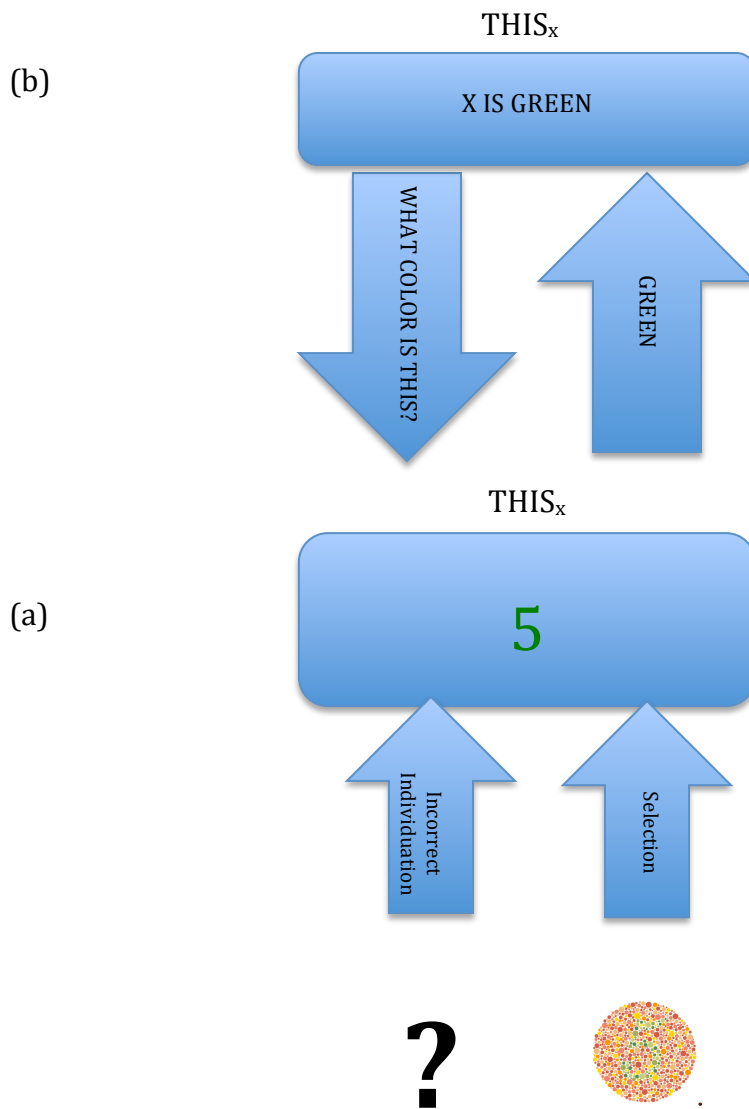 THISₓ
(b)
X IS GREEN
WHAT COLOR IS THIS?
GREEN
THISₓ
(a)
5
Incorrect
Individuation
Selection
?
.